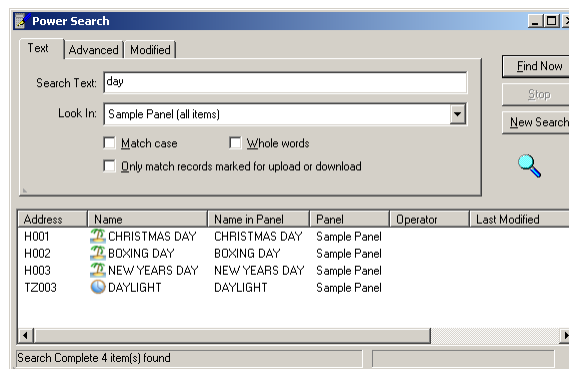 Power Search
Text Advanced Modified
Find Now
Search Text: day
Stop
Look In: Sample Panel (all items)
New Search
Match case Whole words
Only match records marked for upload or download
Address Name Name in Panel Panel Operator Last Modified
H001 CHRISTMAS DAY CHRISTMAS DAY Sample Panel
H002 BOXING DAY BOXING DAY Sample Panel
H003 NEW YEARS DAY NEW YEARS DAY Sample Panel
TZ003 DAYLIGHT DAYLIGHT Sample Panel
Search Complete 4 item(s) found